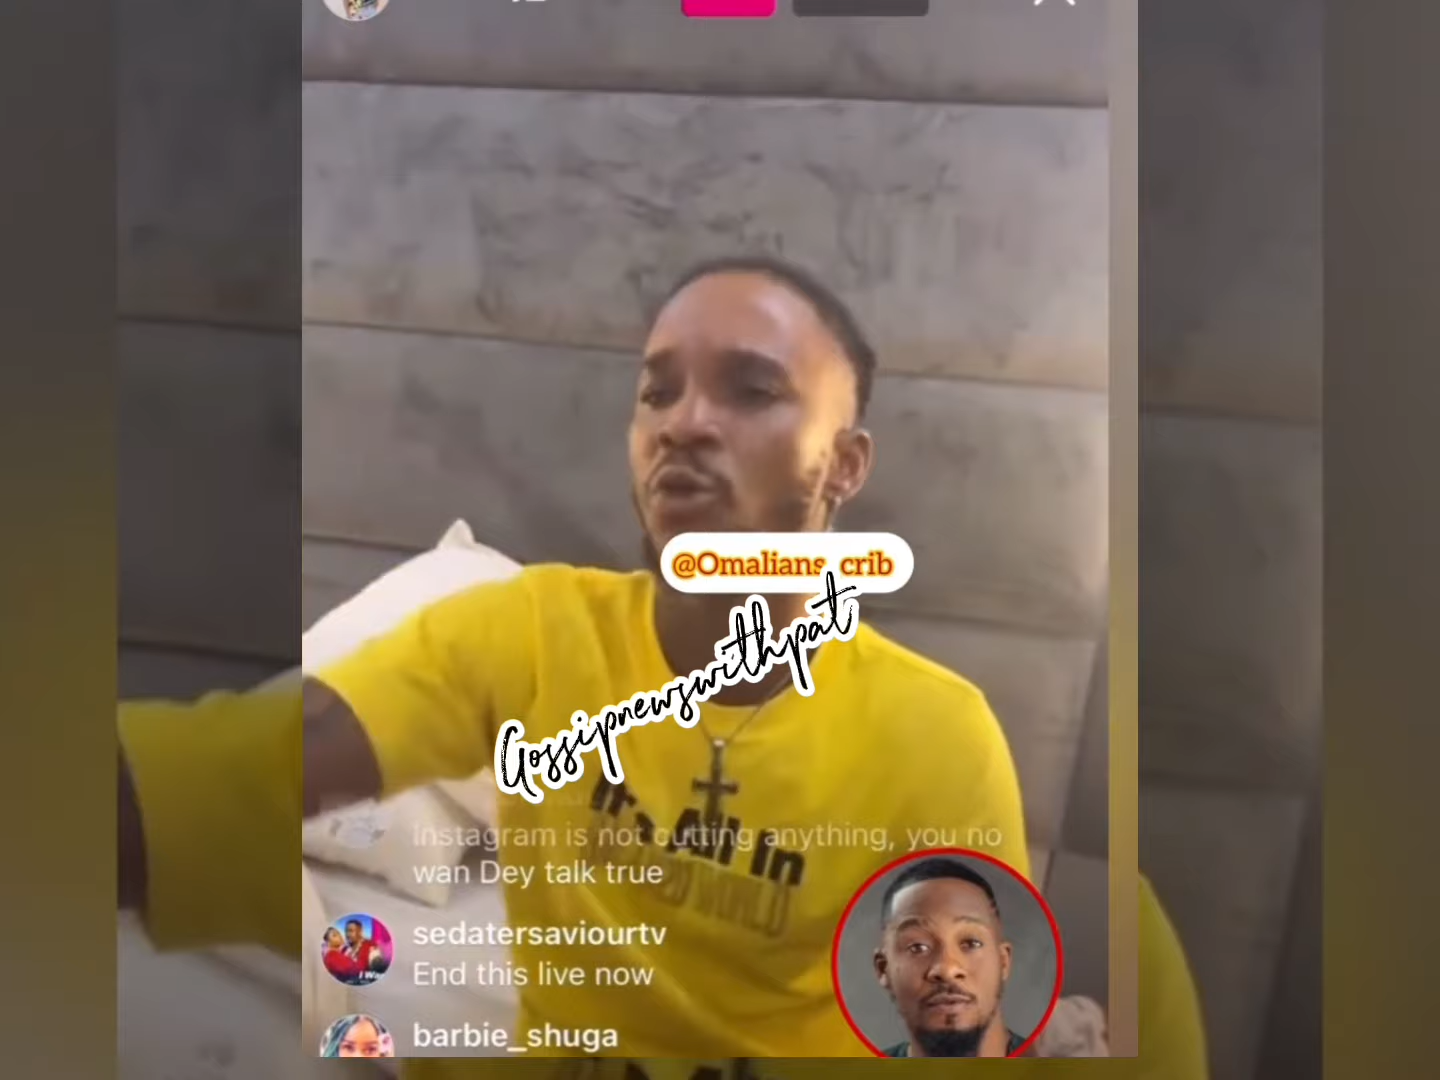 @Omalians_crib
Gossipnewswithpat
Instagram is not cutting anything, you no
wan Dey talk true
sedatersaviourtv
End this live now
barbie_shuga